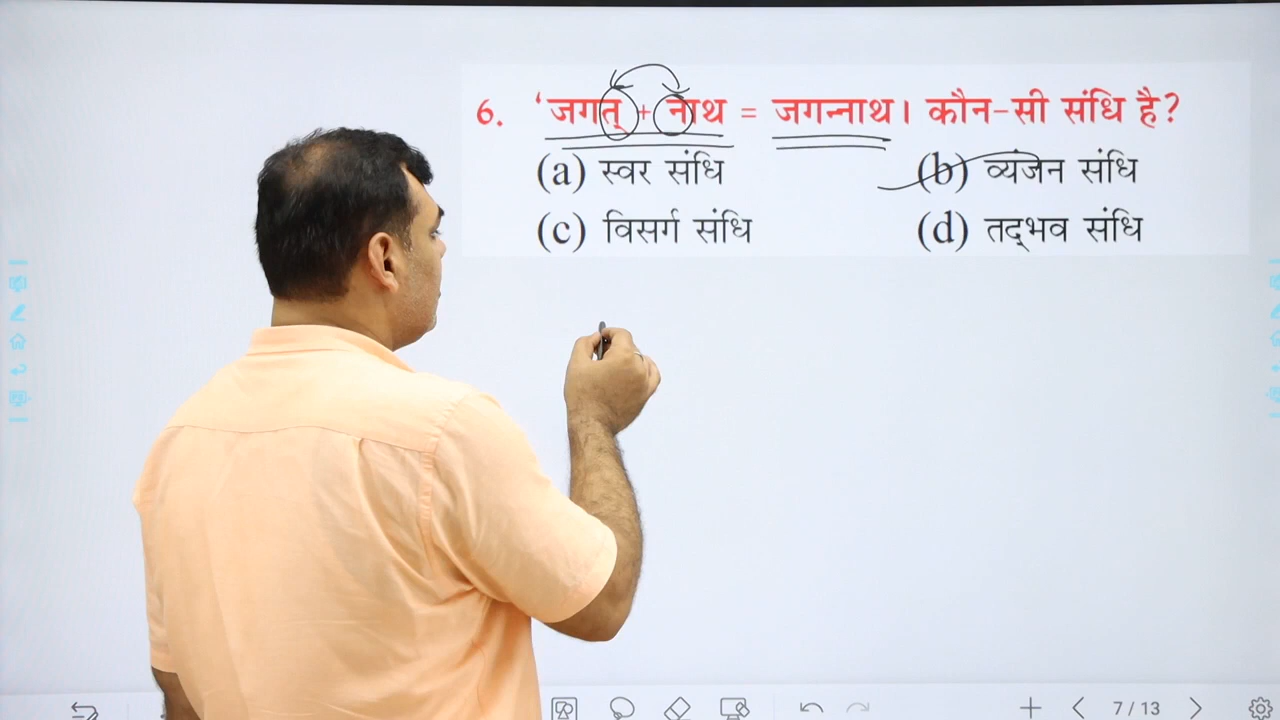 6. ‘जगत् + नाथ = जगन्नाथ। कौन-सी संधि है?
(a) स्वर संधि (b) व्यंजन संधि
(c) विसर्ग संधि (d) तद्भव संधि
7 / 13